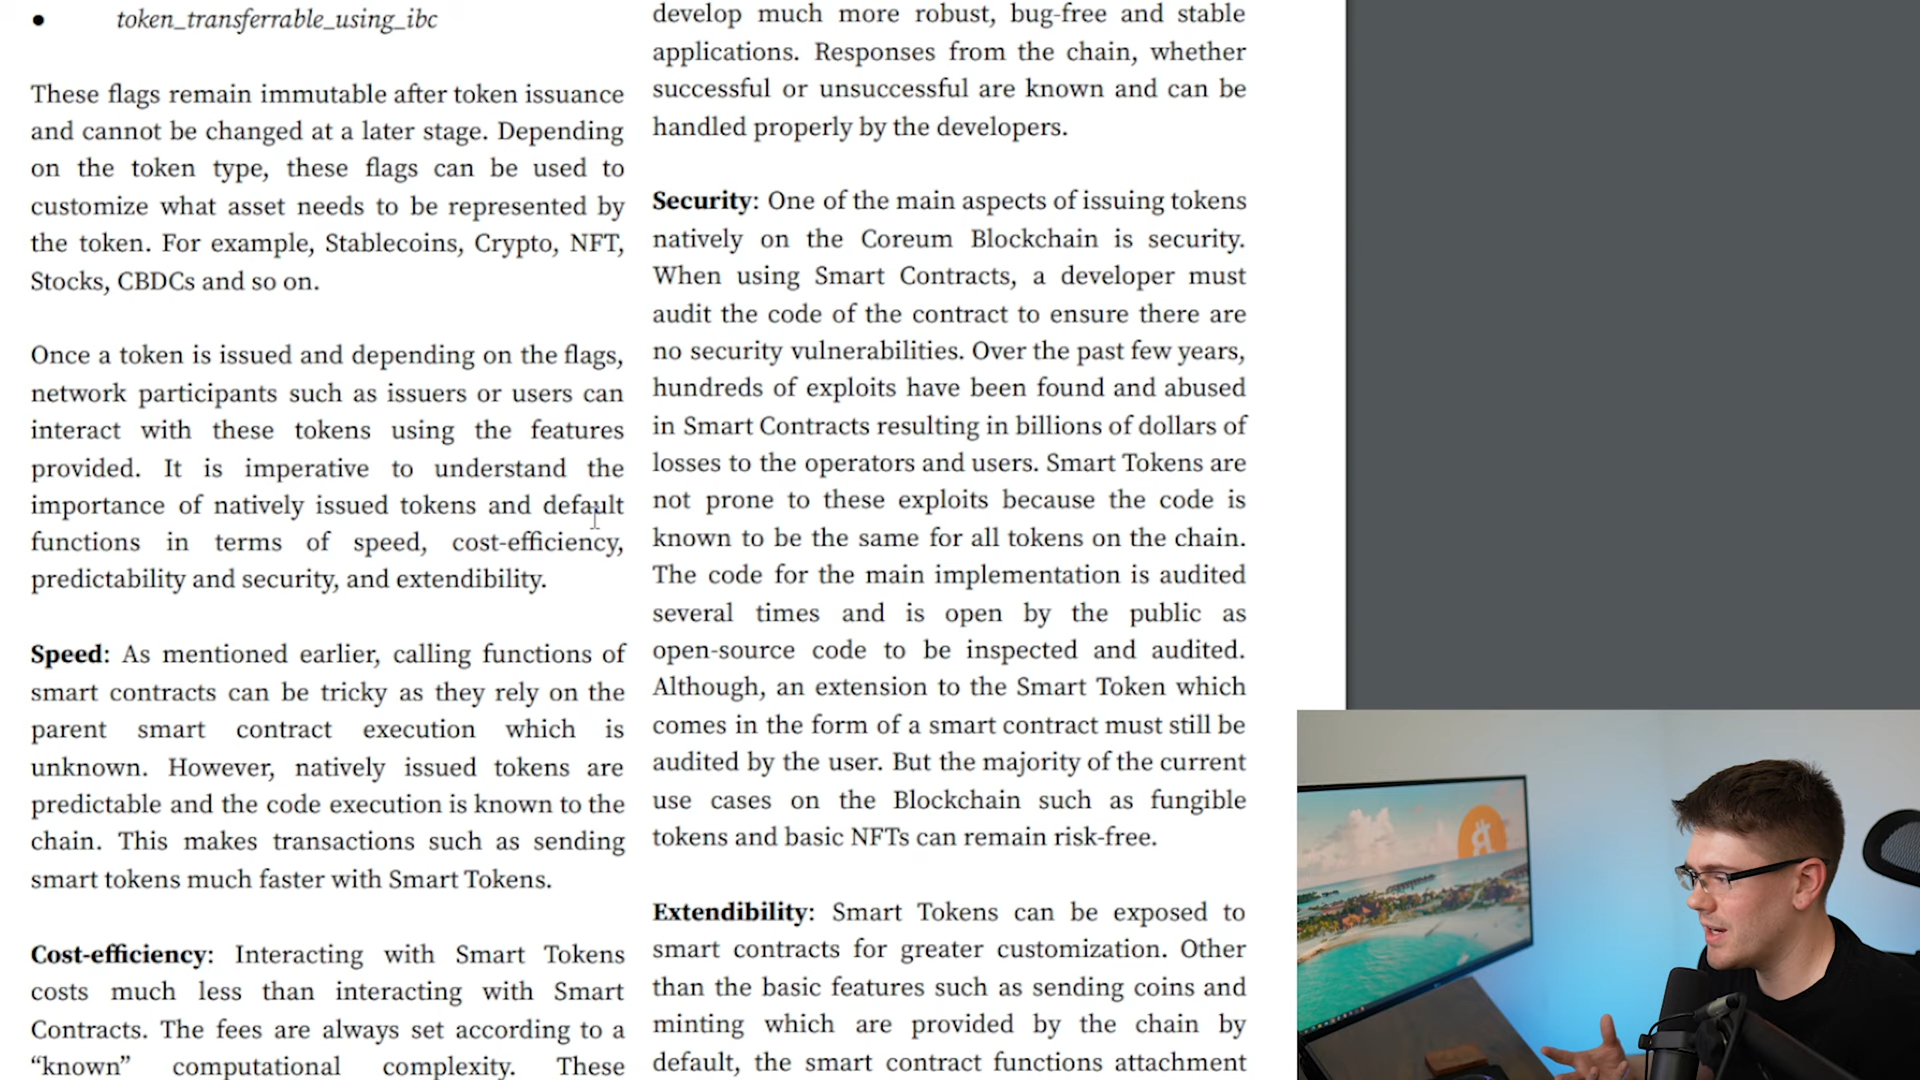 ● token_transferrable_using_ibc
These flags remain immutable after token issuance
and cannot be changed at a later stage. Depending
on the token type, these flags can be used to
customize what asset needs to be represented by
the token. For example, Stablecoins, Crypto, NFT,
Stocks, CBDCs and so on.
Once a token is issued and depending on the flags,
network participants such as issuers or users can
interact with these tokens using the features
provided. It is imperative to understand the
importance of natively issued tokens and default
functions in terms of speed, cost-efficiency,
predictability and security, and extendibility.
Speed: As mentioned earlier, calling functions of
smart contracts can be tricky as they rely on the
parent smart contract execution which is
unknown. However, natively issued tokens are
predictable and the code execution is known to the
chain. This makes transactions such as sending
smart tokens much faster with Smart Tokens.
Cost-efficiency: Interacting with Smart Tokens
costs much less than interacting with Smart
Contracts. The fees are always set according to a
“known” computational complexity. These
develop much more robust, bug-free and stable
applications. Responses from the chain, whether
successful or unsuccessful are known and can be
handled properly by the developers.
Security: One of the main aspects of issuing tokens
natively on the Coreum Blockchain is security.
When using Smart Contracts, a developer must
audit the code of the contract to ensure there are
no security vulnerabilities. Over the past few years,
hundreds of exploits have been found and abused
in Smart Contracts resulting in billions of dollars of
losses to the operators and users. Smart Tokens are
not prone to these exploits because the code is
known to be the same for all tokens on the chain.
The code for the main implementation is audited
several times and is open by the public as
open-source code to be inspected and audited.
Although, an extension to the Smart Token which
comes in the form of a smart contract must still be
audited by the user. But the majority of the current
use cases on the Blockchain such as fungible
tokens and basic NFTs can remain risk-free.
Extendibility: Smart Tokens can be exposed to
smart contracts for greater customization. Other
than the basic features such as sending coins and
minting which are provided by the chain by
default, the smart contract functions attachment